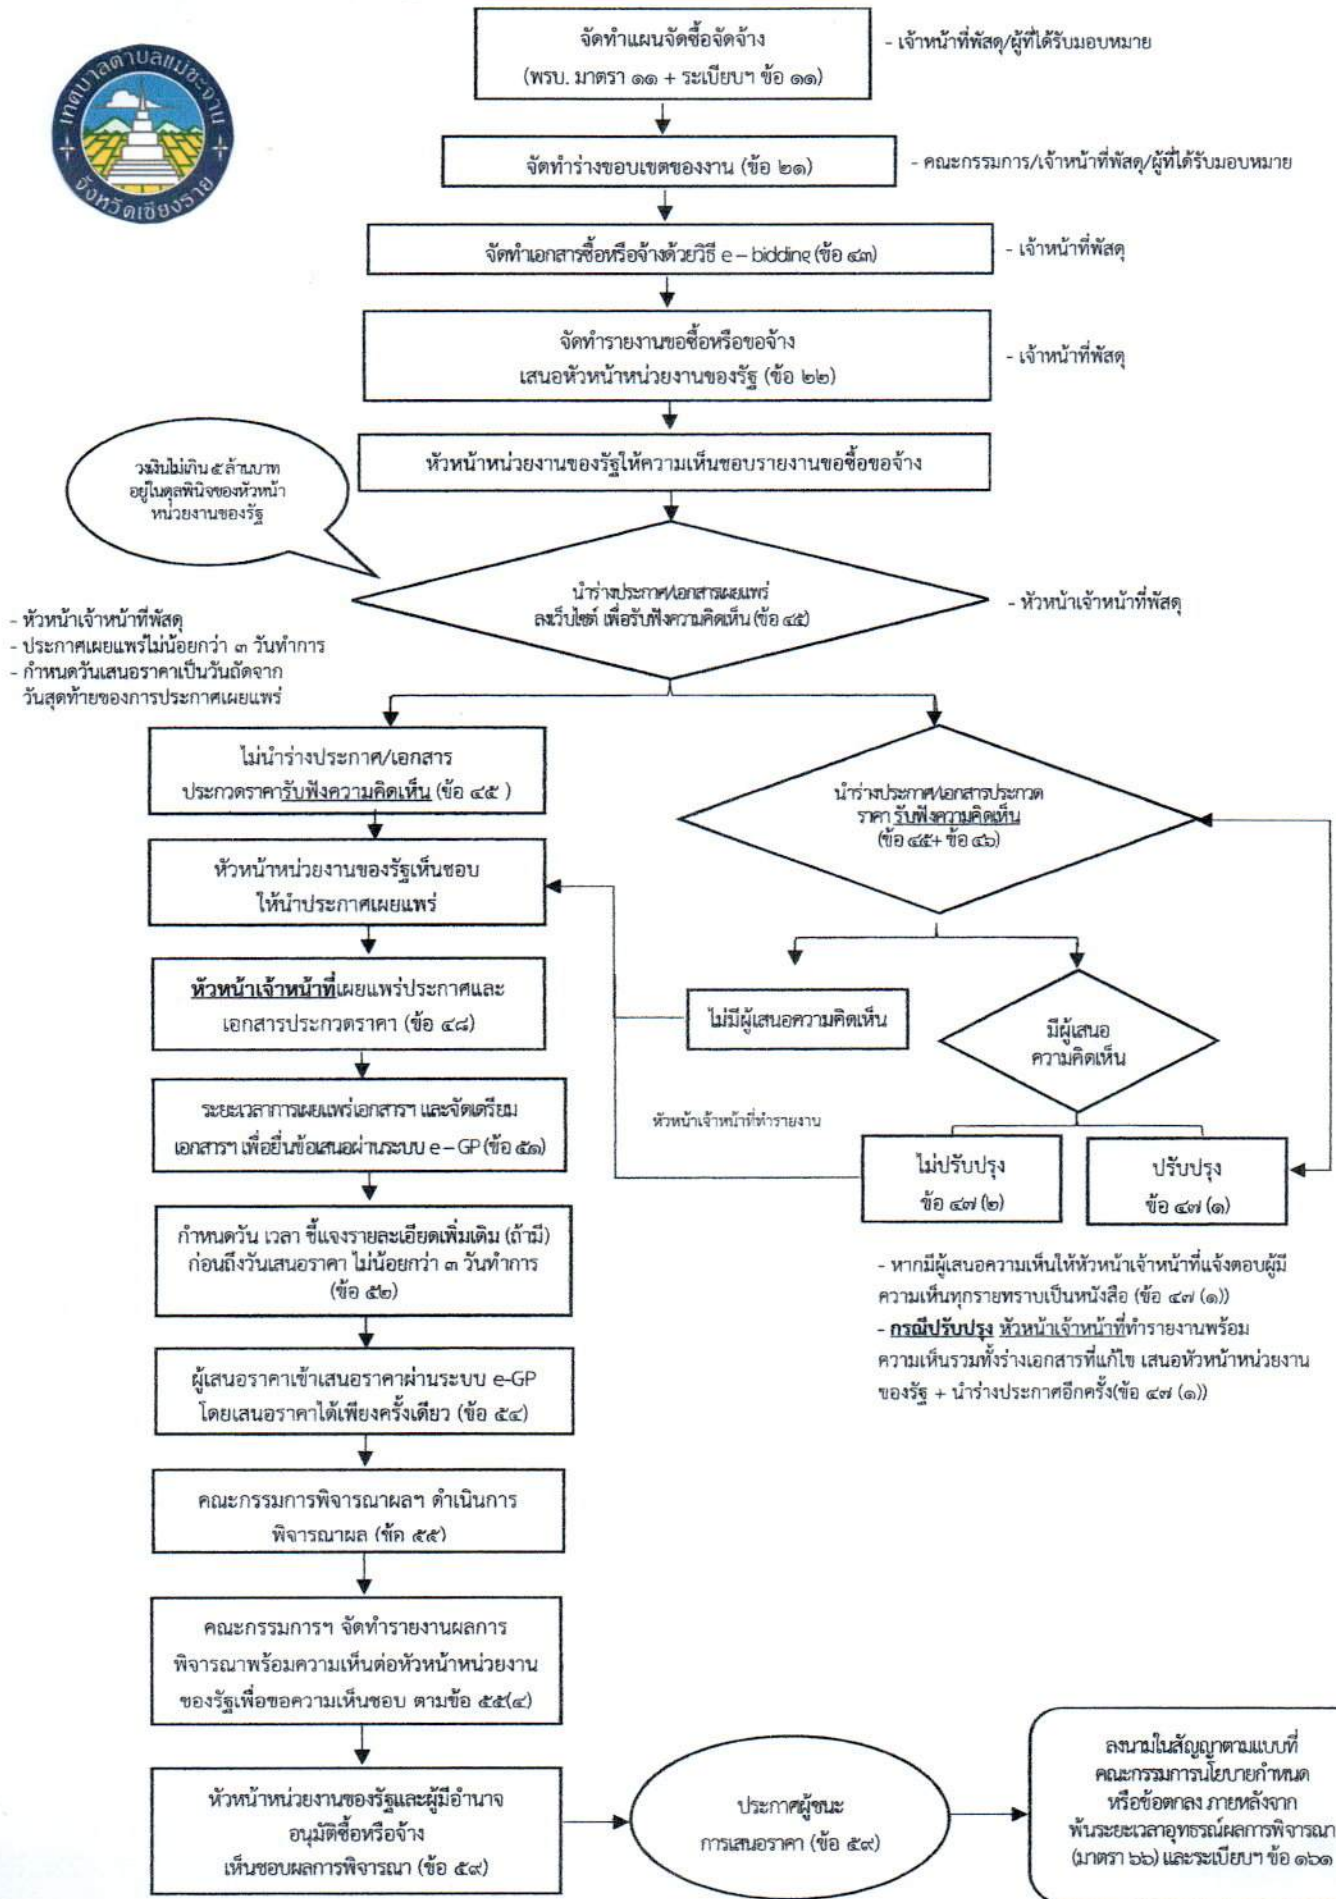 จัดทำแผนจัดซื้อจัดจ้าง
(พรบ. มาตรา ๑๑ + ระเบียบฯ ข้อ ๑๑)
- เจ้าหน้าที่พัสดุ/ผู้ที่ได้รับมอบหมาย
เทศบาลตำบลแม่ขะจาน
จังหวัดเชียงราย
จัดทำร่างขอบเขตของงาน (ข้อ ๒๑)
- คณะกรรมการ/เจ้าหน้าที่พัสดุ/ผู้ที่ได้รับมอบหมาย
จัดทำเอกสารซื้อหรือจ้างด้วยวิธี e – bidding (ข้อ ๔๓)
- เจ้าหน้าที่พัสดุ
จัดทำรายงานขอซื้อหรือขอจ้าง
เสนอหัวหน้าหน่วยงานของรัฐ (ข้อ ๒๒)
- เจ้าหน้าที่พัสดุ
หัวหน้าหน่วยงานของรัฐให้ความเห็นชอบรายงานขอซื้อขอจ้าง
วงเงินไม่เกิน ๕ ล้านบาท
อยู่ในดุลพินิจของหัวหน้า
หน่วยงานของรัฐ
นำร่างประกาศ/เอกสารเผยแพร่
ลงเว็บไซต์ เพื่อรับฟังความคิดเห็น (ข้อ ๔๕)
- หัวหน้าเจ้าหน้าที่พัสดุ
- หัวหน้าเจ้าหน้าที่พัสดุ
- ประกาศเผยแพร่ไม่น้อยกว่า ๓ วันทำการ
- กำหนดวันเสนอราคาเป็นวันถัดจาก
วันสุดท้ายของการประกาศเผยแพร่
ไม่นำร่างประกาศ/เอกสาร
ประกวดราคารับฟังความคิดเห็น (ข้อ ๔๕ )
นำร่างประกาศ/เอกสารประกวด
ราคา รับฟังความคิดเห็น
(ข้อ ๔๕+ ข้อ ๔๖)
หัวหน้าหน่วยงานของรัฐเห็นชอบ
ให้นำประกาศเผยแพร่
หัวหน้าเจ้าหน้าที่เผยแพร่ประกาศและ
เอกสารประกวดราคา (ข้อ ๔๘)
ไม่มีผู้เสนอความคิดเห็น
มีผู้เสนอ
ความคิดเห็น
ระยะเวลาการเผยแพร่เอกสารฯ และจัดเตรียม
เอกสารฯ เพื่อยื่นข้อเสนอผ่านระบบ e – GP (ข้อ ๕๑)
หัวหน้าเจ้าหน้าที่ทำรายงาน
ไม่ปรับปรุง
ข้อ ๔๗ (๒)
ปรับปรุง
ข้อ ๔๗ (๑)
กำหนดวัน เวลา ชี้แจงรายละเอียดเพิ่มเติม (ถ้ามี)
ก่อนถึงวันเสนอราคา ไม่น้อยกว่า ๓ วันทำการ
(ข้อ ๕๒)
- หากมีผู้เสนอความเห็นให้หัวหน้าเจ้าหน้าที่แจ้งตอบผู้มี
ความเห็นทุกรายทราบเป็นหนังสือ (ข้อ ๔๗ (๑))
- กรณีปรับปรุง หัวหน้าเจ้าหน้าที่ทำรายงานพร้อม
ความเห็นรวมทั้งร่างเอกสารที่แก้ไข เสนอหัวหน้าหน่วยงาน
ของรัฐ + นำร่างประกาศอีกครั้ง(ข้อ ๔๗ (๑))
ผู้เสนอราคาเข้าเสนอราคาผ่านระบบ e-GP
โดยเสนอราคาได้เพียงครั้งเดียว (ข้อ ๕๔)
คณะกรรมการพิจารณาผลฯ ดำเนินการ
พิจารณาผล (ข้อ ๕๕)
คณะกรรมการฯ จัดทำรายงานผลการ
พิจารณาพร้อมความเห็นต่อหัวหน้าหน่วยงาน
ของรัฐเพื่อขอความเห็นชอบ ตามข้อ ๕๕(๔)
หัวหน้าหน่วยงานของรัฐและผู้มีอำนาจ
อนุมัติซื้อหรือจ้าง
เห็นชอบผลการพิจารณา (ข้อ ๕๙)
ประกาศผู้ชนะ
การเสนอราคา (ข้อ ๕๙)
ลงนามในสัญญาตามแบบที่
คณะกรรมการนโยบายกำหนด
หรือข้อตกลง ภายหลังจาก
พ้นระยะเวลาอุทธรณ์ผลการพิจารณา
(มาตรา ๖๖) และระเบียบฯ ข้อ ๑๖๑